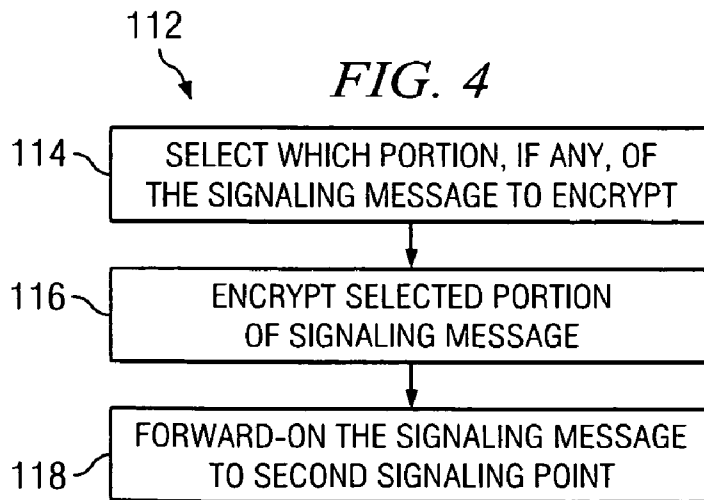 112
FIG. 4
114
SELECT WHICH PORTION, IF ANY, OF
THE SIGNALING MESSAGE TO ENCRYPT
116
ENCRYPT SELECTED PORTION
OF SIGNALING MESSAGE
118
FORWARD-ON THE SIGNALING MESSAGE
TO SECOND SIGNALING POINT